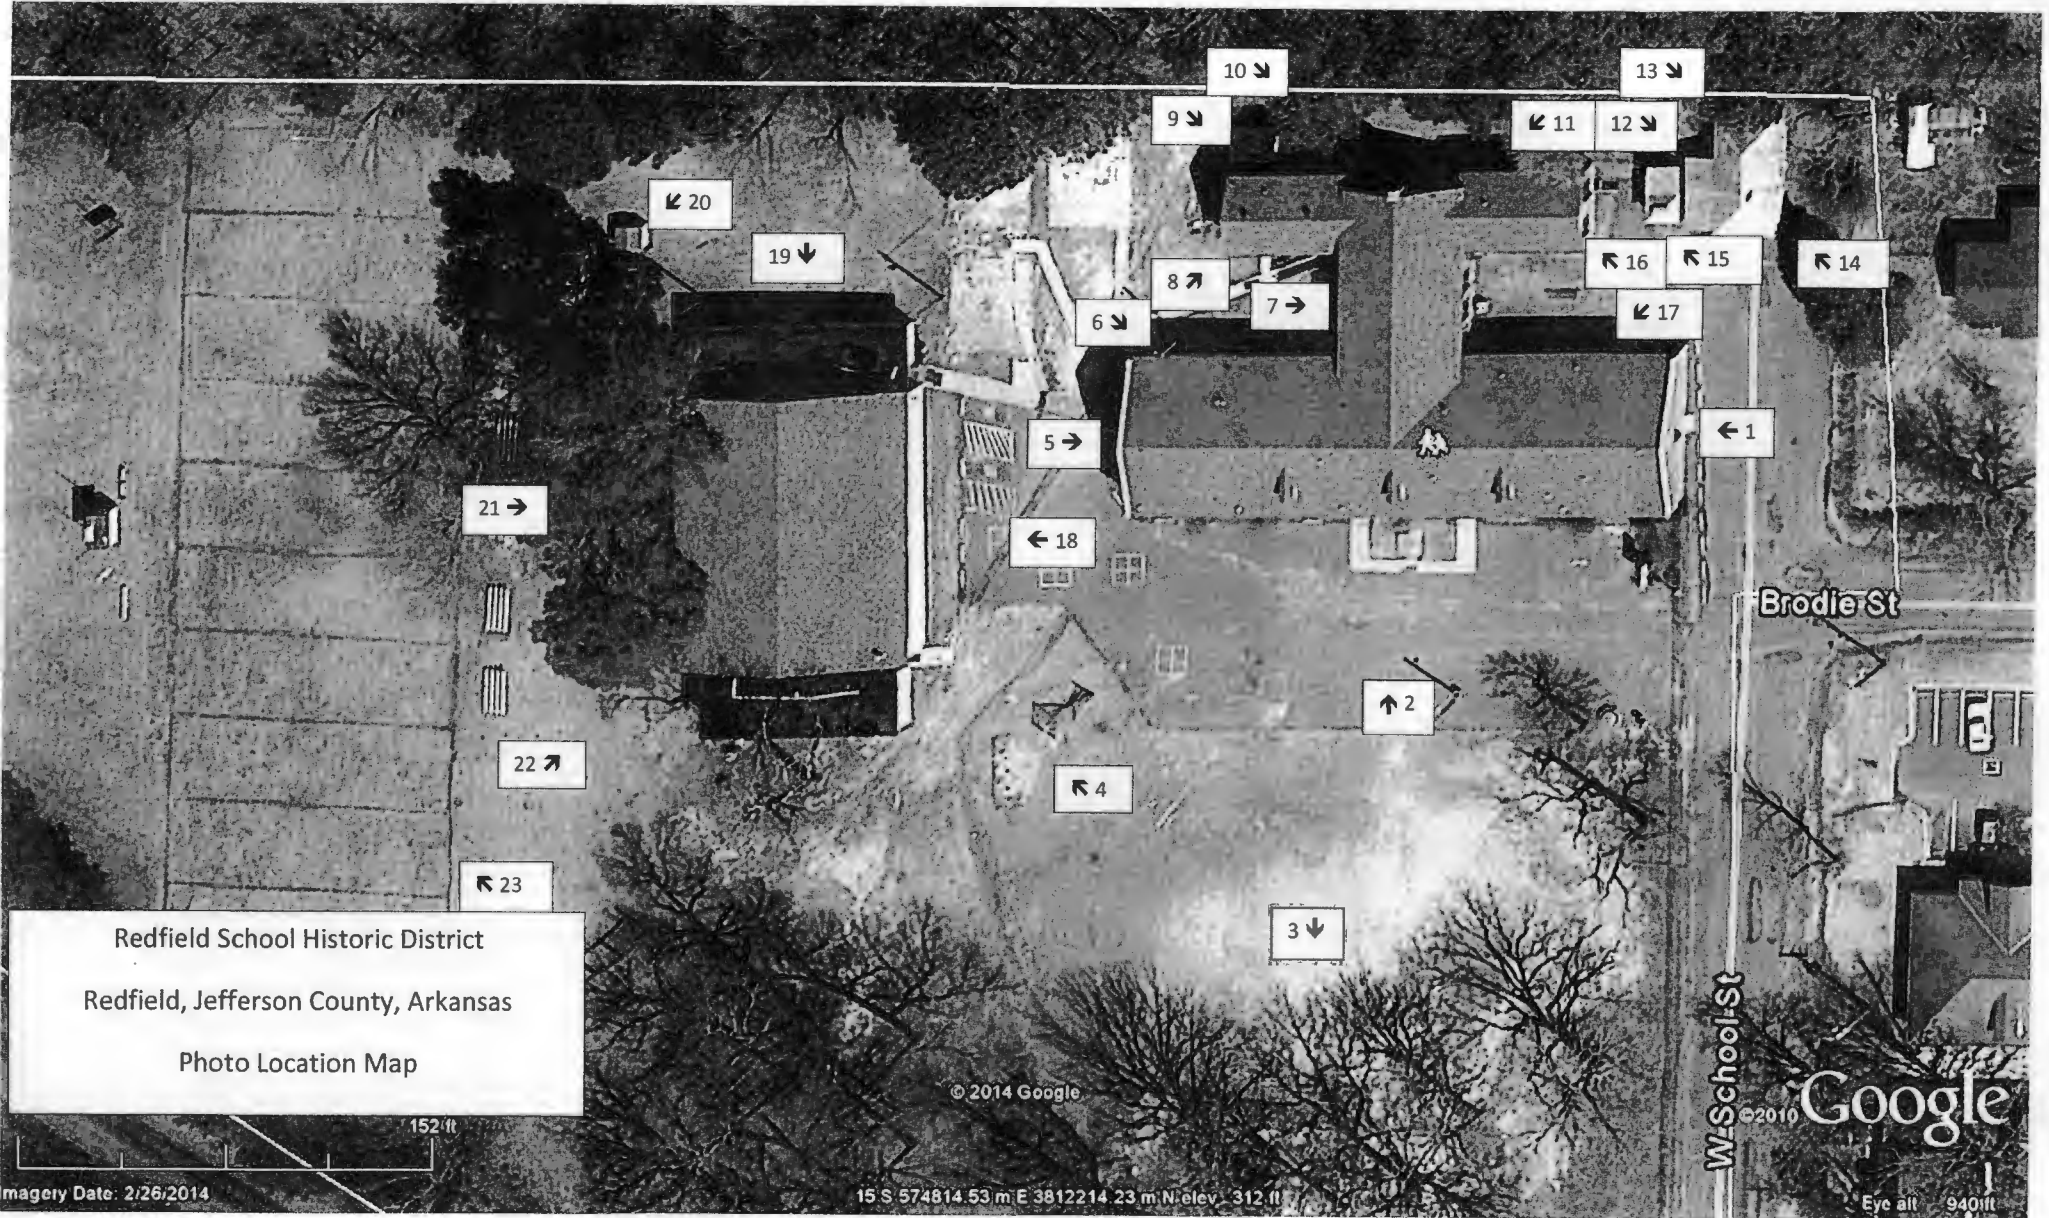 10 ↘
13 ↘
9 ↘
↙ 11
12 ↘
↙ 20
19 ↓
8 ↗
7 →
6 ↘
↖ 16
↖ 15
↖ 14
↙ 17
5 →
← 1
21 →
← 18
Brodie St
↑ 2
22 ↗
↖ 4
↖ 23
3 ↓
Redfield School Historic District
Redfield, Jefferson County, Arkansas
Photo Location Map
W School St
© 2014 Google
©2010 Google
152 ft
Imagery Date: 2/26/2014
15 S 574814.53 m E 3812214.23 m N elev 312 ft
Eye alt 940 ft